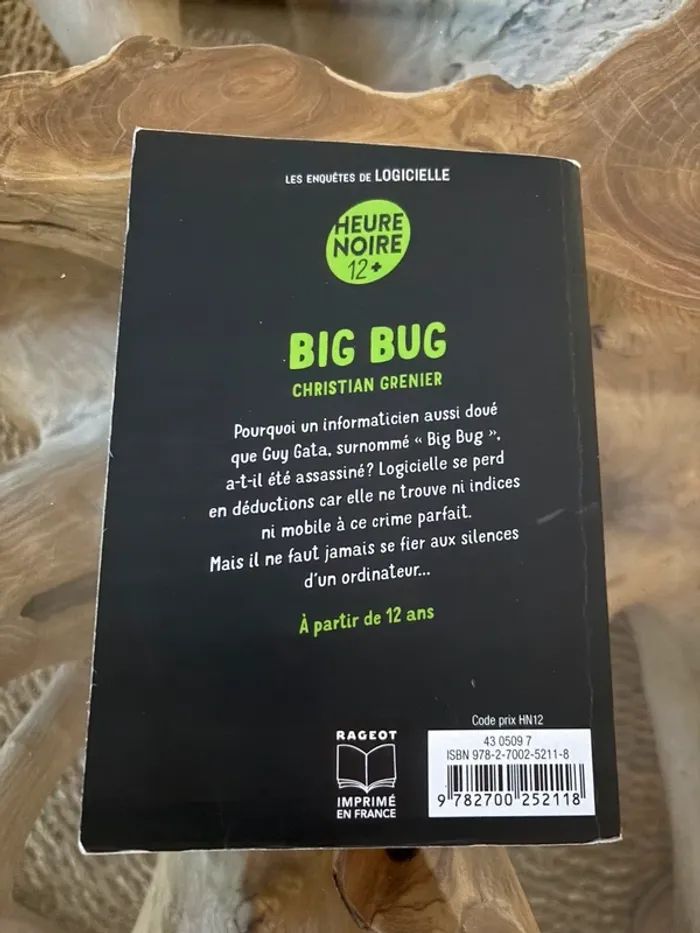 LES ENQUÊTES DE LOGICIELLE
HEURE
NOIRE
12+
BIG BUG
CHRISTIAN GRENIER
Pourquoi un informaticien aussi doué
que Guy Gata, surnommé « Big Bug »,
a-t-il été assassiné ? Logicielle se perd
en déductions car elle ne trouve ni indices
ni mobile à ce crime parfait.
Mais il ne faut jamais se fier aux silences
d'un ordinateur...
À partir de 12 ans
Code prix HN12
RAGEOT
IMPRIMÉ
EN FRANCE
43 0509 7
ISBN 978-2-7002-5211-8
9 782700 252118